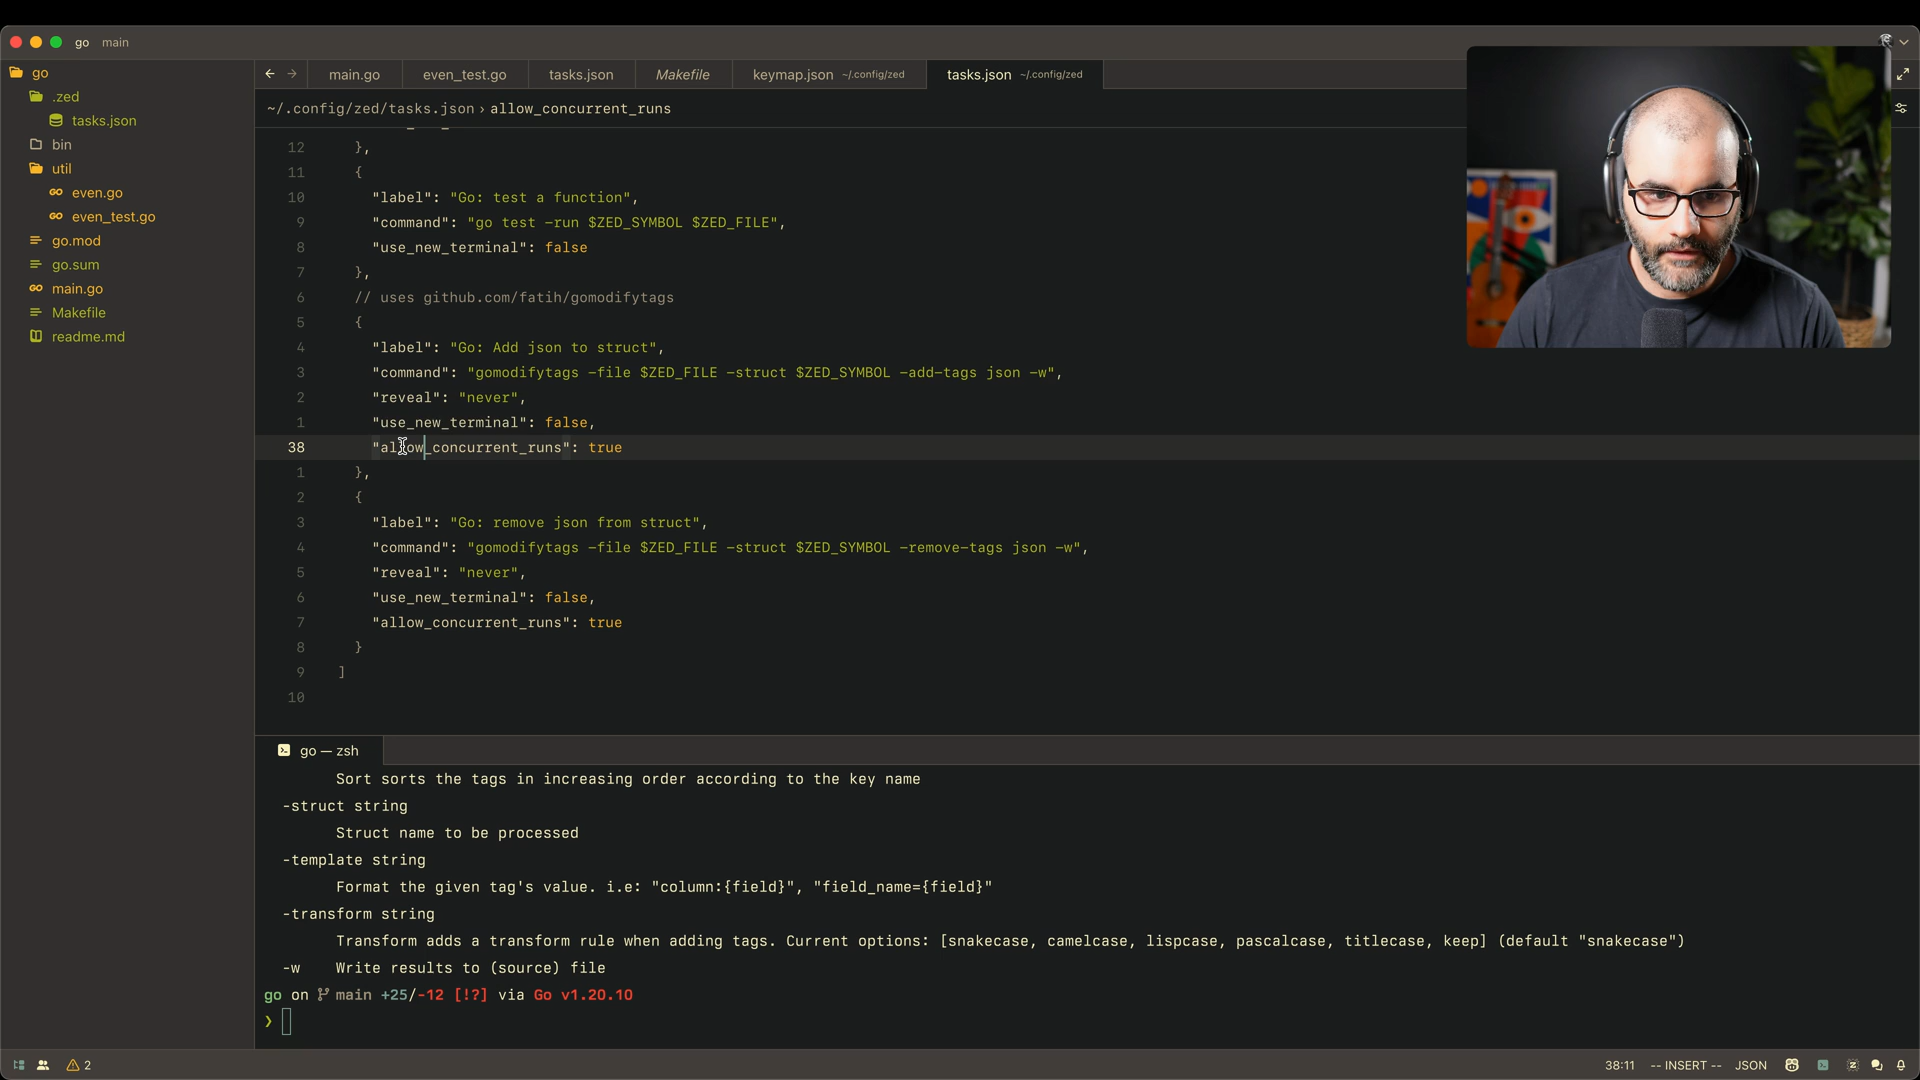 go main
go
.zed
tasks.json
bin
util
even.go
even_test.go
go.mod
go.sum
main.go
Makefile
readme.md
main.go even_test.go tasks.json Makefile keymap.json ~/.config/zed tasks.json ~/.config/zed
~/.config/zed/tasks.json › allow_concurrent_runs
12 },
11 {
10 "label": "Go: test a function",
9 "command": "go test -run $ZED_SYMBOL $ZED_FILE",
8 "use_new_terminal": false
7 },
6 // uses github.com/fatih/gomodifytags
5 {
4 "label": "Go: Add json to struct",
3 "command": "gomodifytags -file $ZED_FILE -struct $ZED_SYMBOL -add-tags json -w",
2 "reveal": "never",
1 "use_new_terminal": false,
38 "allow_concurrent_runs": true
1 },
2 {
3 "label": "Go: remove json from struct",
4 "command": "gomodifytags -file $ZED_FILE -struct $ZED_SYMBOL -remove-tags json -w",
5 "reveal": "never",
6 "use_new_terminal": false,
7 "allow_concurrent_runs": true
8 }
9 ]
10
go — zsh
Sort sorts the tags in increasing order according to the key name
-struct string
Struct name to be processed
-template string
Format the given tag's value. i.e: "column:{field}", "field_name={field}"
-transform string
Transform adds a transform rule when adding tags. Current options: [snakecase, camelcase, lispcase, pascalcase, titlecase, keep] (default "snakecase")
-w Write results to (source) file
go on main +25/-12 [!?] via Go v1.20.10
❯
2 38:11 -- INSERT -- JSON